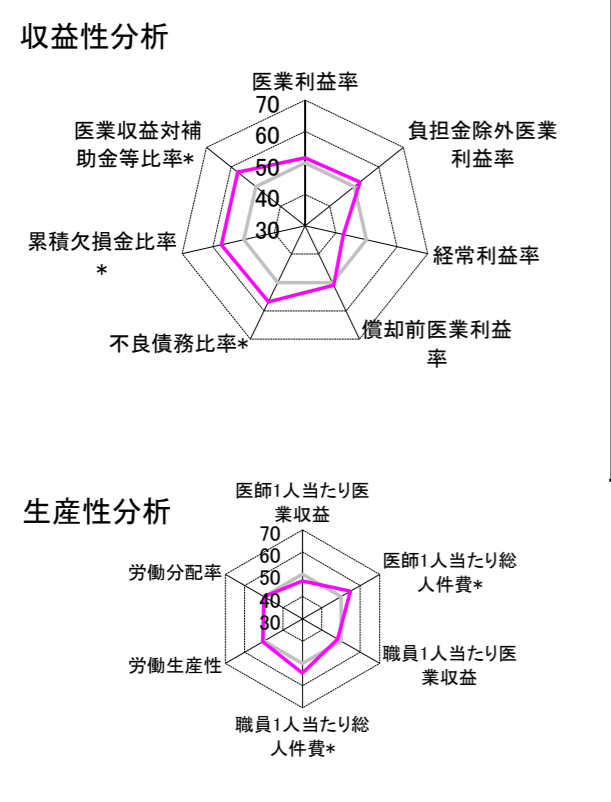 収益性分析
医業利益率
70
60
50
40
30
負担金除外医業
利益率
経常利益率
償却前医業利益
率
不良債務比率*
累積欠損金比率
*
医業収益対補
助金等比率*
生産性分析
医師1人当たり医
業収益
70
60
50
40
30
医師1人当たり総
人件費*
職員1人当たり医
業収益
職員1人当たり総
人件費*
労働生産性
労働分配率